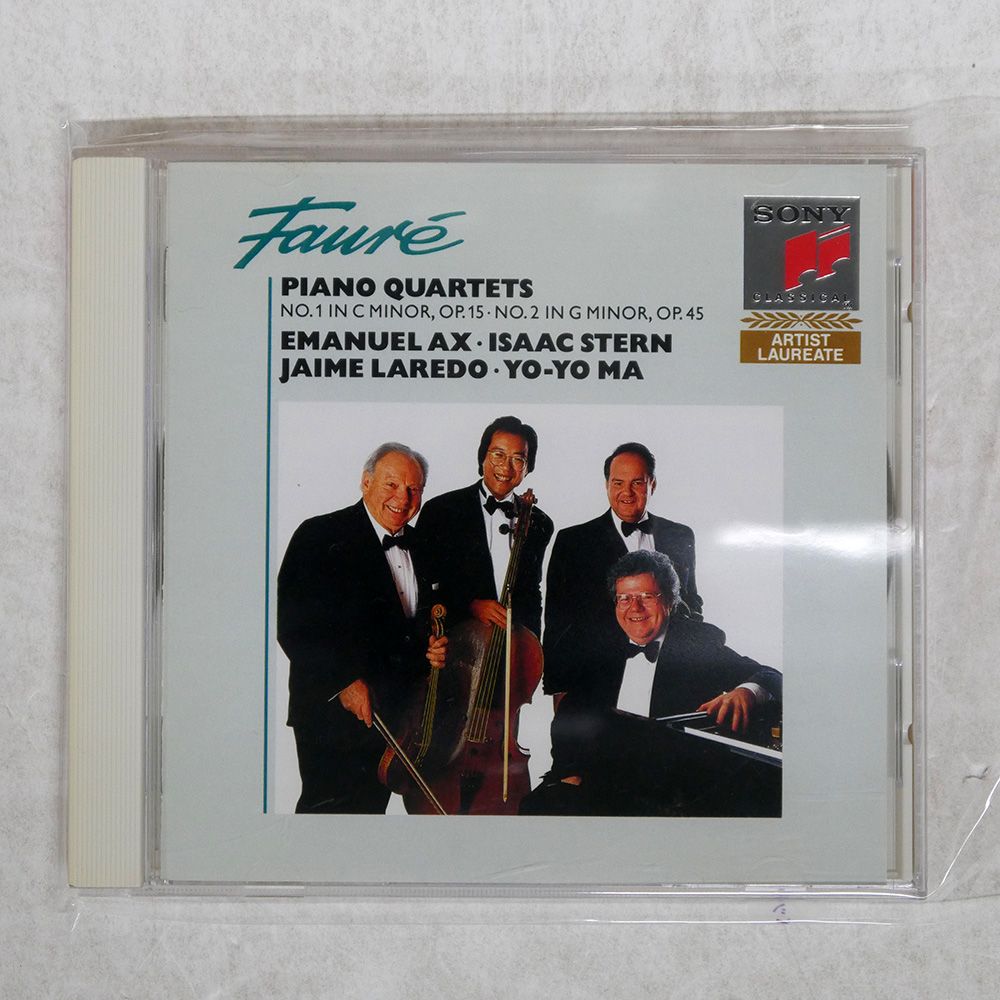 Fauré
PIANO QUARTETS
NO. 1 IN C MINOR, OP. 15 · NO. 2 IN G MINOR, OP. 45
EMANUEL AX · ISAAC STERN
JAIME LAREDO · YO-YO MA
SONY
CLASSICAL
ARTIST
LAUREATE